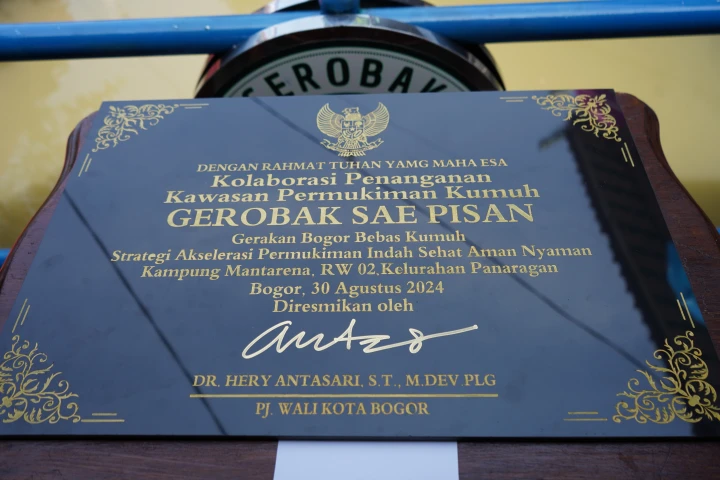 GEROBAK
DENGAN RAHMAT TUHAN YAMG MAHA ESA
Kolaborasi Penanganan
Kawasan Permukiman Kumuh
GEROBAK SAE PISAN
Gerakan Bogor Bebas Kumuh
Strategi Akselerasi Permukiman Indah Sehat Aman Nyaman
Kampung Mantarena, RW 02,Kelurahan Panaragan
Bogor, 30 Agustus 2024
Diresmikan oleh
DR. HERY ANTASARI, S.T., M.DEV PLG
PJ. WALI KOTA BOGOR